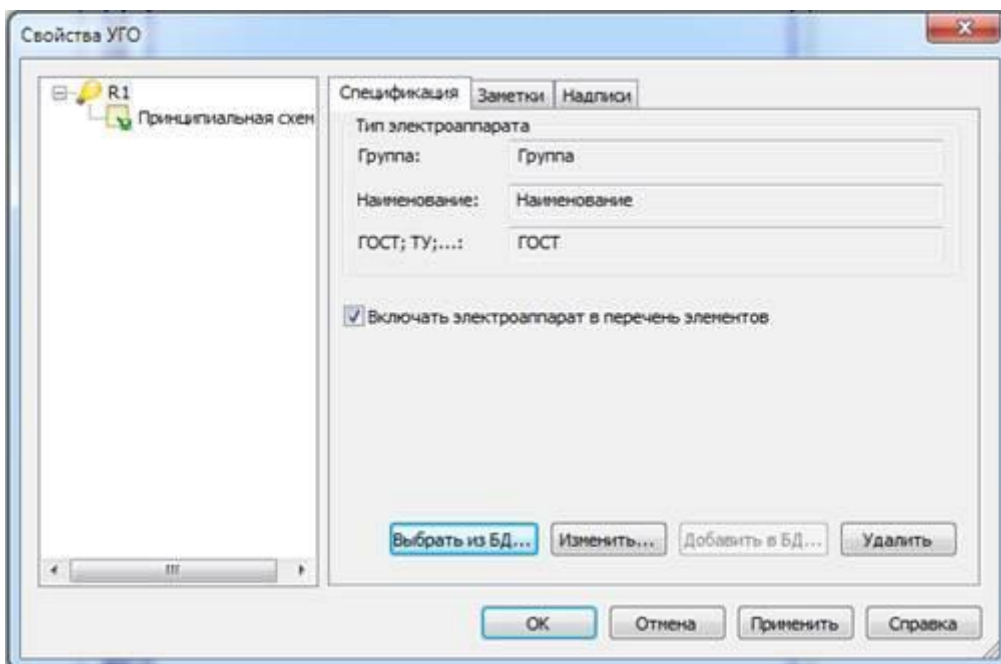 Свойства УГО
R1
Принципиальная схем
Спецификация Заметки Надписи
Тип электроаппарата
Группа: Группа
Наименование: Наименование
ГОСТ; ТУ;...: ГОСТ
Включать электроаппарат в перечень элементов
Выбрать из БД... Изменить... Добавить в БД... Удалить
ОК Отмена Применить Справка